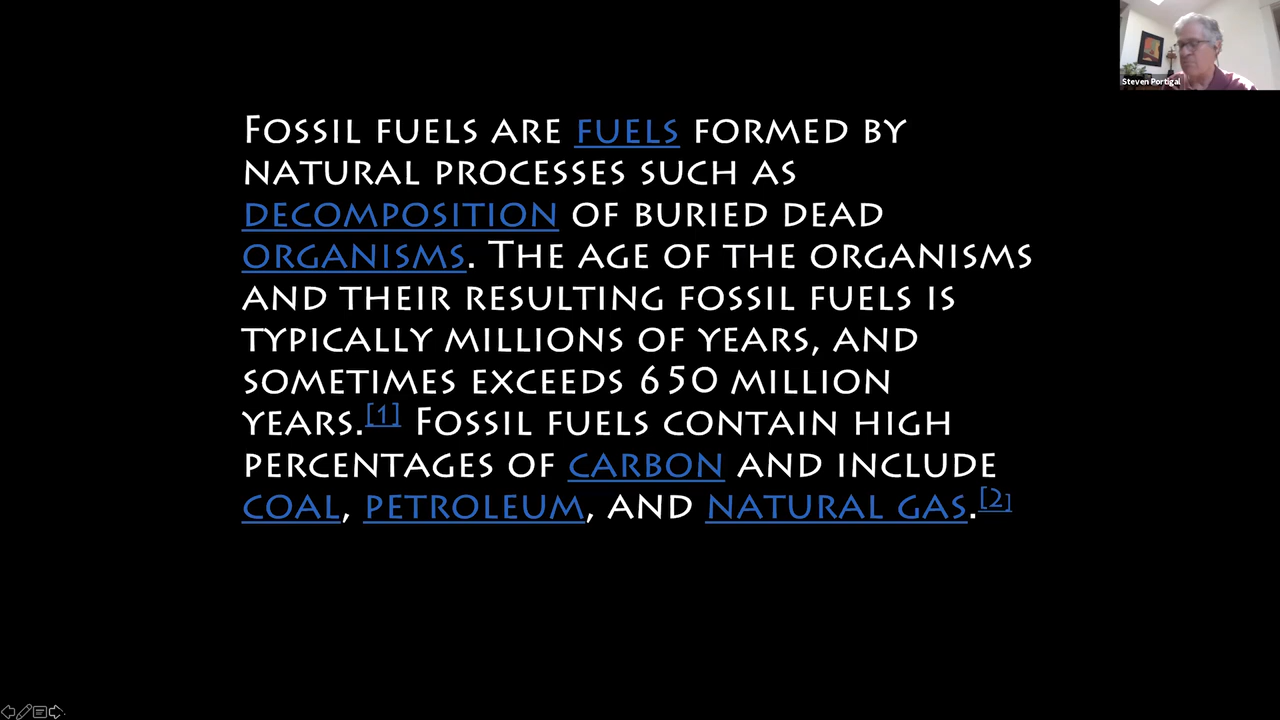 Steven Portigal
Fossil fuels are fuels formed by
natural processes such as
decomposition of buried dead
organisms. The age of the organisms
and their resulting fossil fuels is
typically millions of years, and
sometimes exceeds 650 million
years.[1] Fossil fuels contain high
percentages of carbon and include
coal, petroleum, and natural gas.[2]